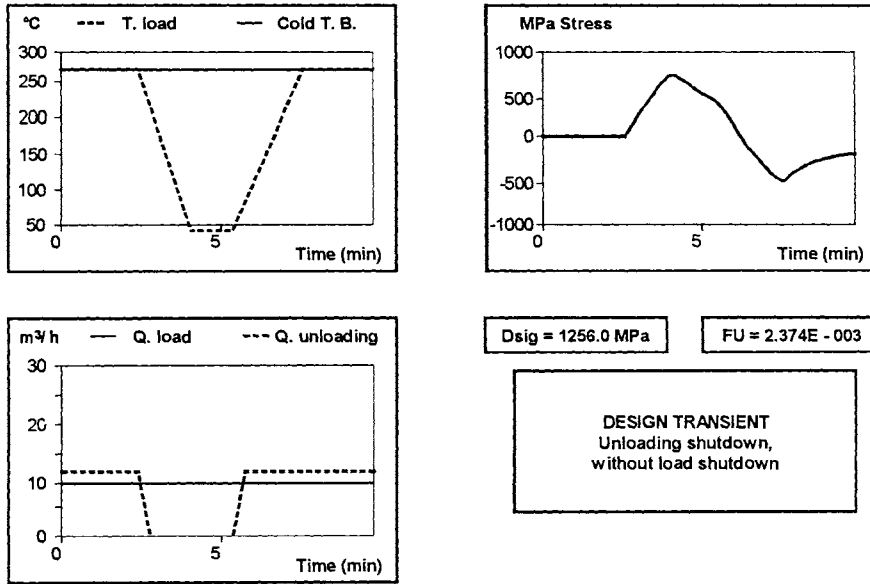 °C T. load Cold T. B.
300
250
200
150
100
50
0 5
Time (min)
MPa Stress
1000
500
0
-500
-1000
0 5
Time (min)
m³/h Q. load Q. unloading
30
20
10
0
0 5
Time (min)
Dsig = 1256.0 MPa
FU = 2.374E - 003
DESIGN TRANSIENT
Unloading shutdown,
without load shutdown